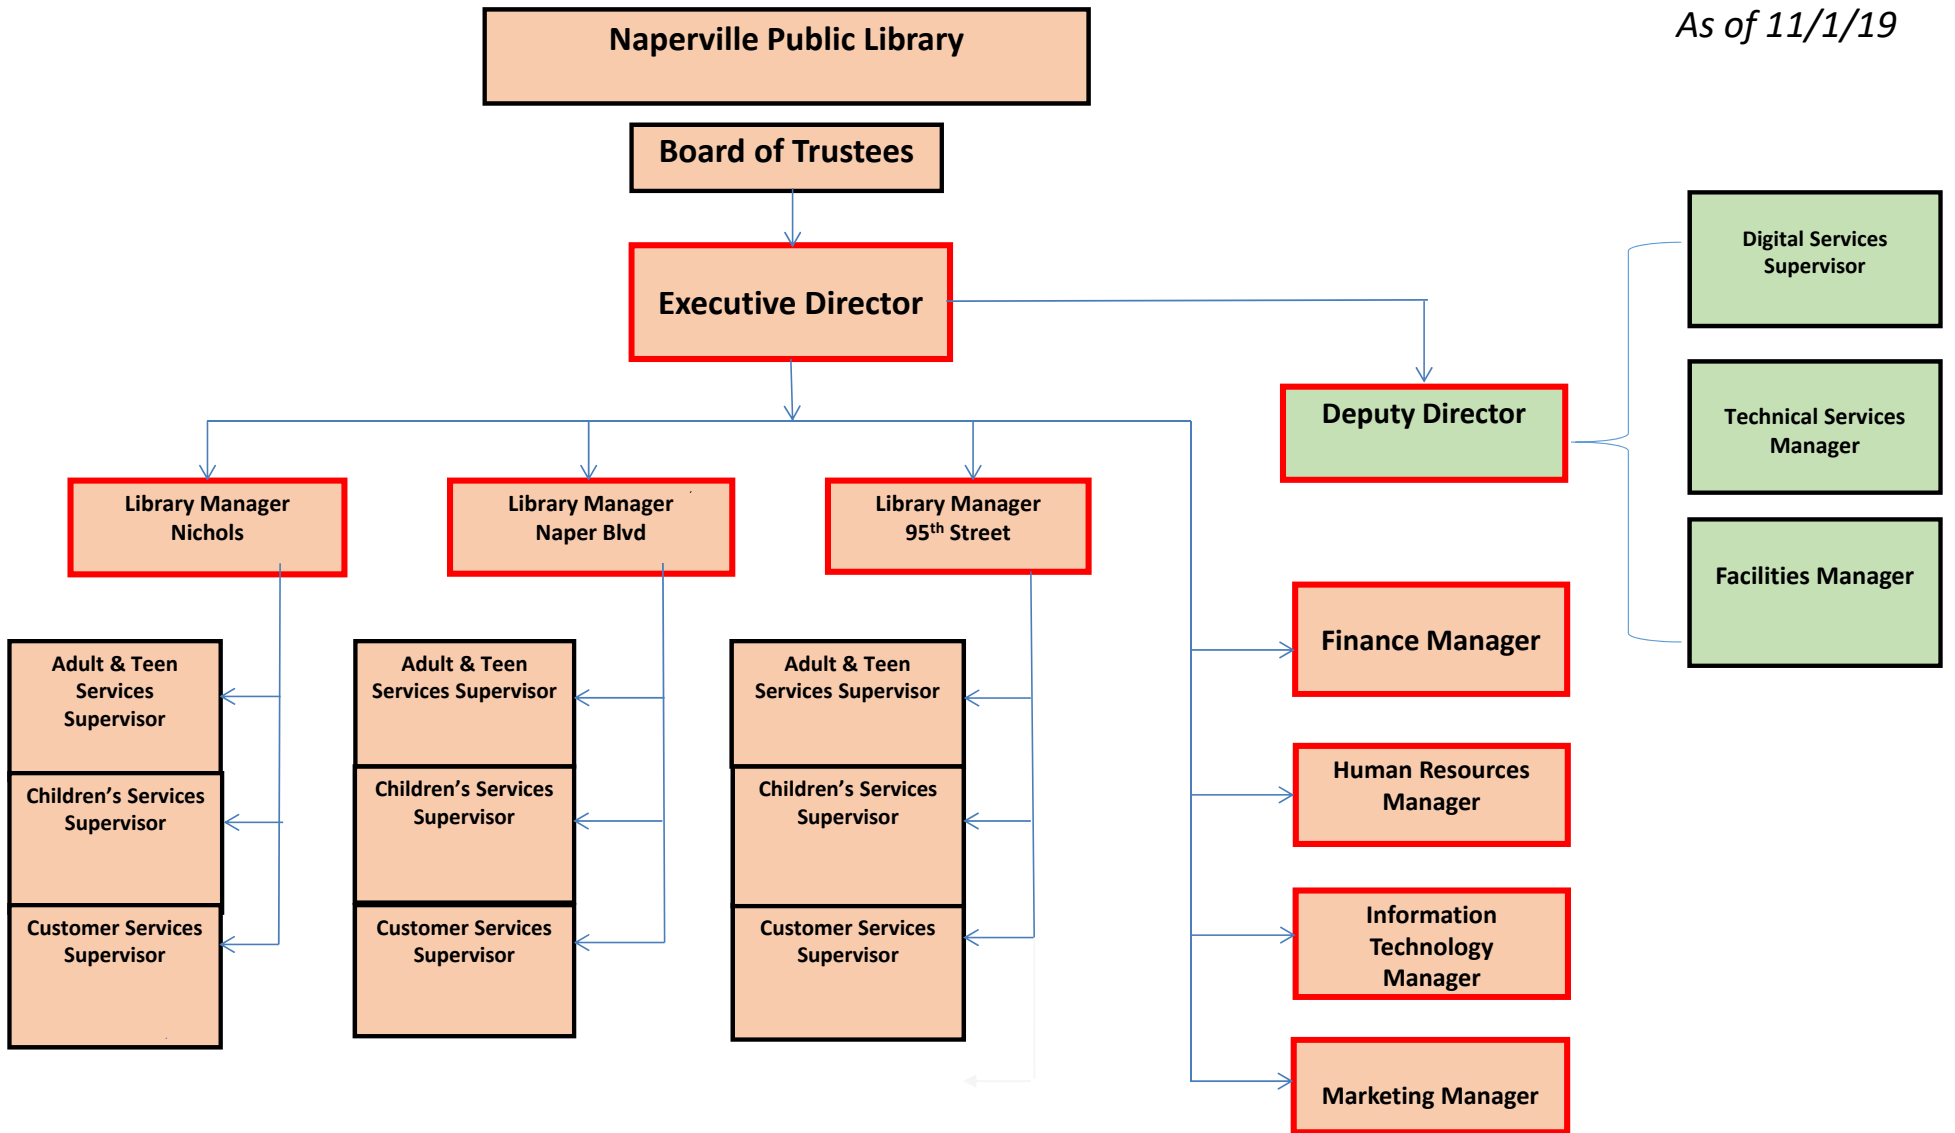 Naperville Public Library
As of 11/1/19
Board of Trustees
Executive Director
Deputy Director
Digital Services
Supervisor
Technical Services
Manager
Facilities Manager
Library Manager
Nichols
Library Manager
Naper Blvd
Library Manager
95th Street
Adult & Teen
Services
Supervisor
Children’s Services
Supervisor
Customer Services
Supervisor
Adult & Teen
Services Supervisor
Children’s Services
Supervisor
Customer Services
Supervisor
Adult & Teen
Services Supervisor
Children’s Services
Supervisor
Customer Services
Supervisor
Finance Manager
Human Resources
Manager
Information
Technology
Manager
Marketing Manager